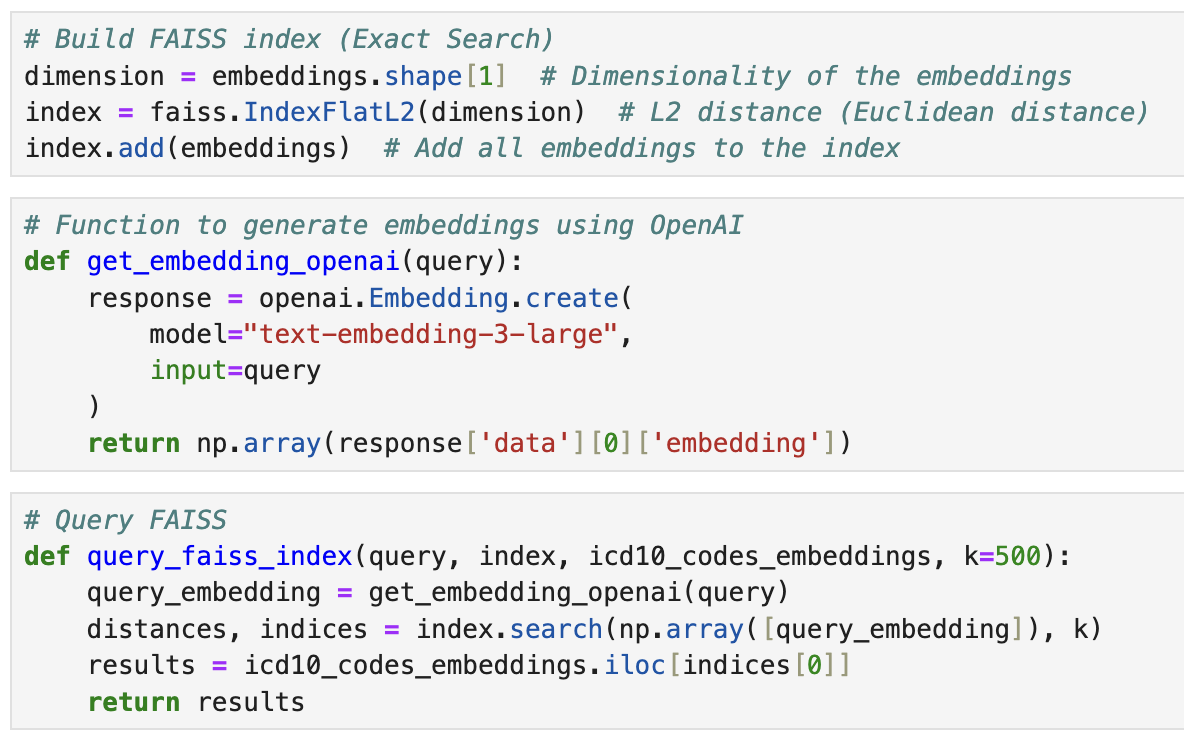 # Build FAISS index (Exact Search)
dimension = embeddings.shape[1]  # Dimensionality of the embeddings
index = faiss.IndexFlatL2(dimension)  # L2 distance (Euclidean distance)
index.add(embeddings)  # Add all embeddings to the index
# Function to generate embeddings using OpenAI
def get_embedding_openai(query):
    response = openai.Embedding.create(
        model="text-embedding-3-large",
        input=query
    )
    return np.array(response['data'][0]['embedding'])
# Query FAISS
def query_faiss_index(query, index, icd10_codes_embeddings, k=500):
    query_embedding = get_embedding_openai(query)
    distances, indices = index.search(np.array([query_embedding]), k)
    results = icd10_codes_embeddings.iloc[indices[0]]
    return results